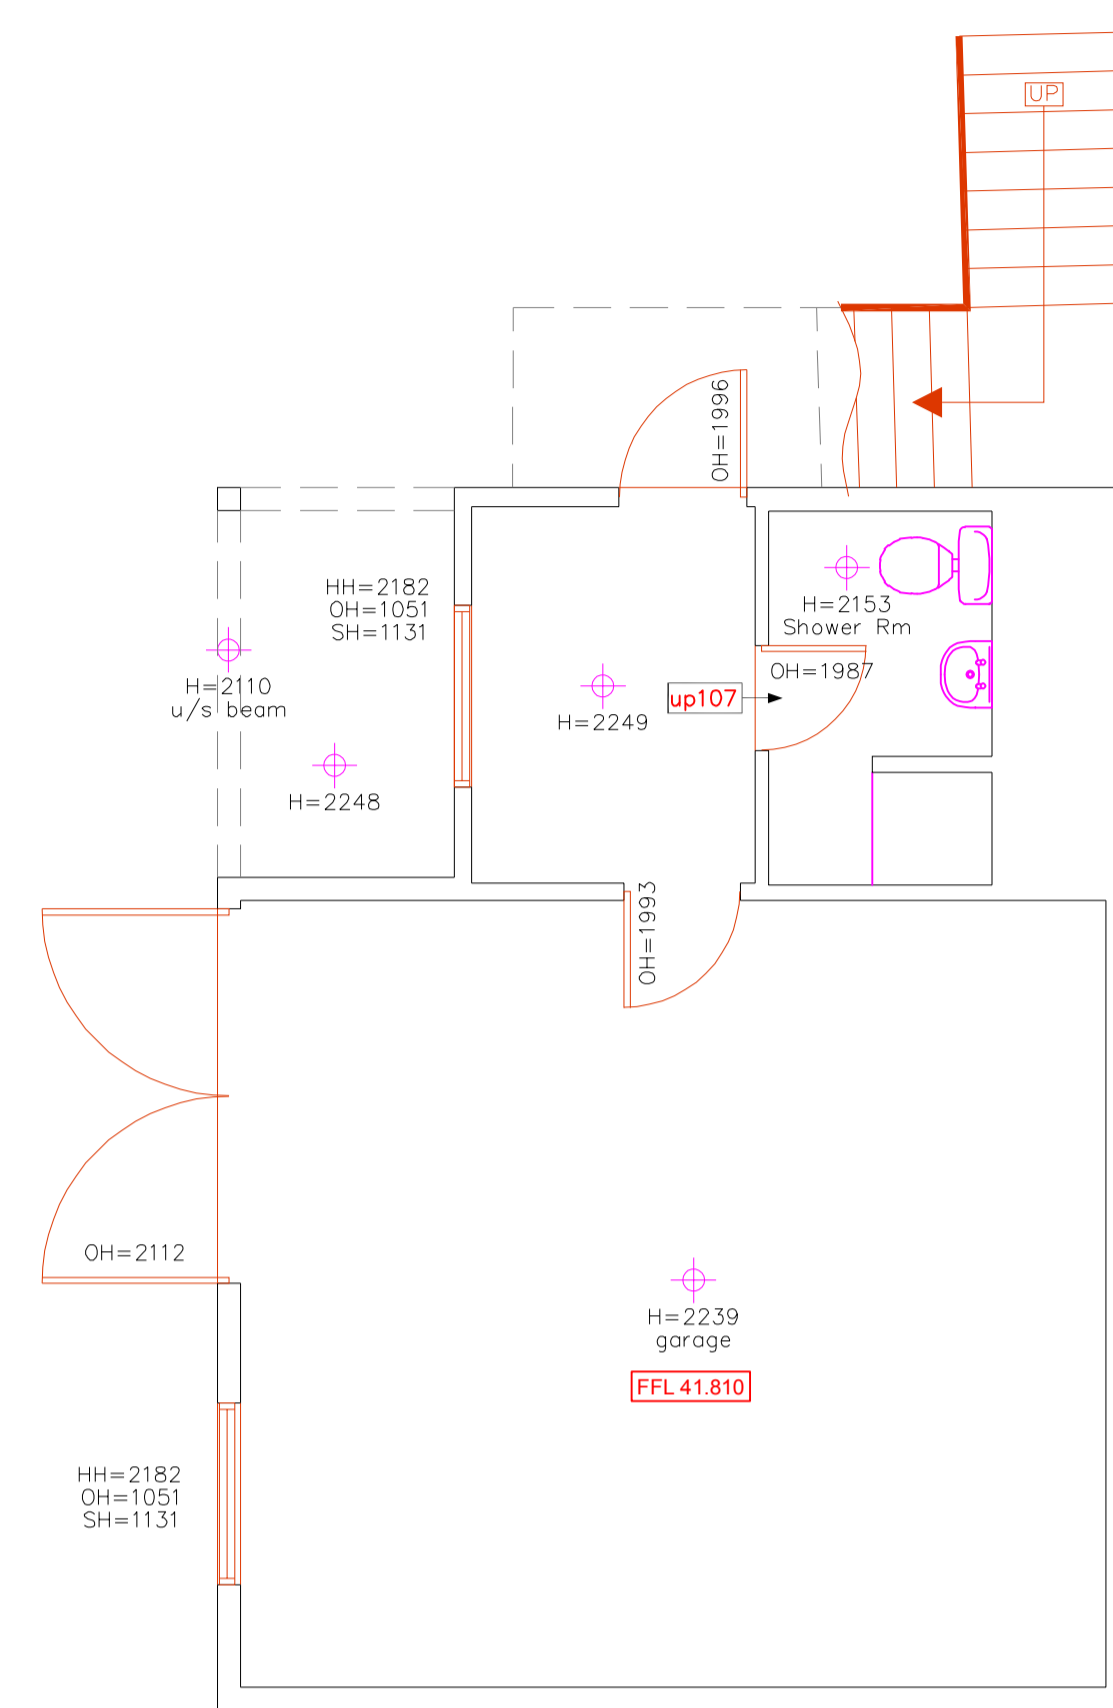 UP
OH=1996
HH=2182
OH=1051
SH=1131
H=2153
Shower Rm
H=2110
u/s beam
OH=1987
up107
H=2249
H=2248
OH=1993
OH=2112
H=2239
garage
FFL 41.810
HH=2182
OH=1051
SH=1131